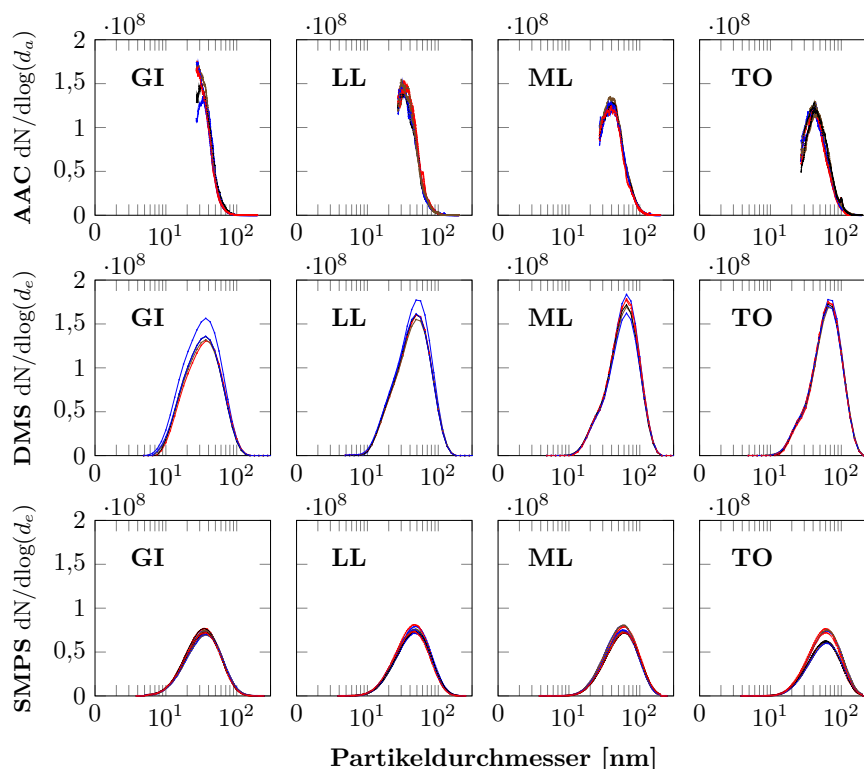 ·10⁸ ·10⁸ ·10⁸ ·10⁸
AAC dN/dlog(dₐ)
2
1,5
1
0,5
0
GI LL ML TO
0 10¹ 10² 0 10¹ 10² 0 10¹ 10² 0 10¹ 10²
·10⁸ ·10⁸ ·10⁸ ·10⁸
DMS dN/dlog(dₑ)
2
1,5
1
0,5
0
GI LL ML TO
0 10¹ 10² 0 10¹ 10² 0 10¹ 10² 0 10¹ 10²
·10⁸ ·10⁸ ·10⁸ ·10⁸
SMPS dN/dlog(dₑ)
2
1,5
1
0,5
0
GI LL ML TO
0 10¹ 10² 0 10¹ 10² 0 10¹ 10² 0 10¹ 10²
Partikeldurchmesser [nm]